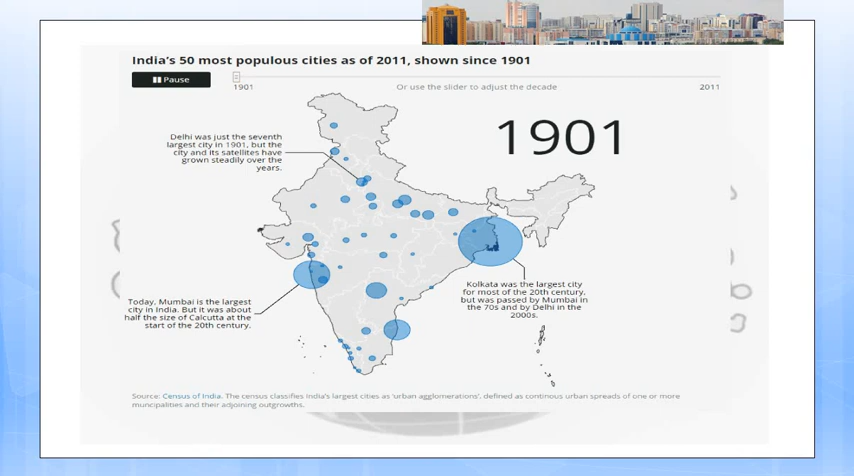 India's 50 most populous cities as of 2011, shown since 1901
Pause
1901 Or use the slider to adjust the decade 2011
1901
Delhi was just the seventh
largest city in 1901, but the
city and its satellites have
grown steadily over the
years.
Today, Mumbai is the largest
city in India. But it was about
half the size of Calcutta at the
start of the 20th century.
Kolkata was the largest city
for most of the 20th century,
but was passed by Mumbai in
the 70s and by Delhi in the
2000s.
Source: Census of India. The census classifies India's largest cities as 'urban agglomerations', defined as continous urban spreads of one or more
muncipalities and their adjoining outgrowths.